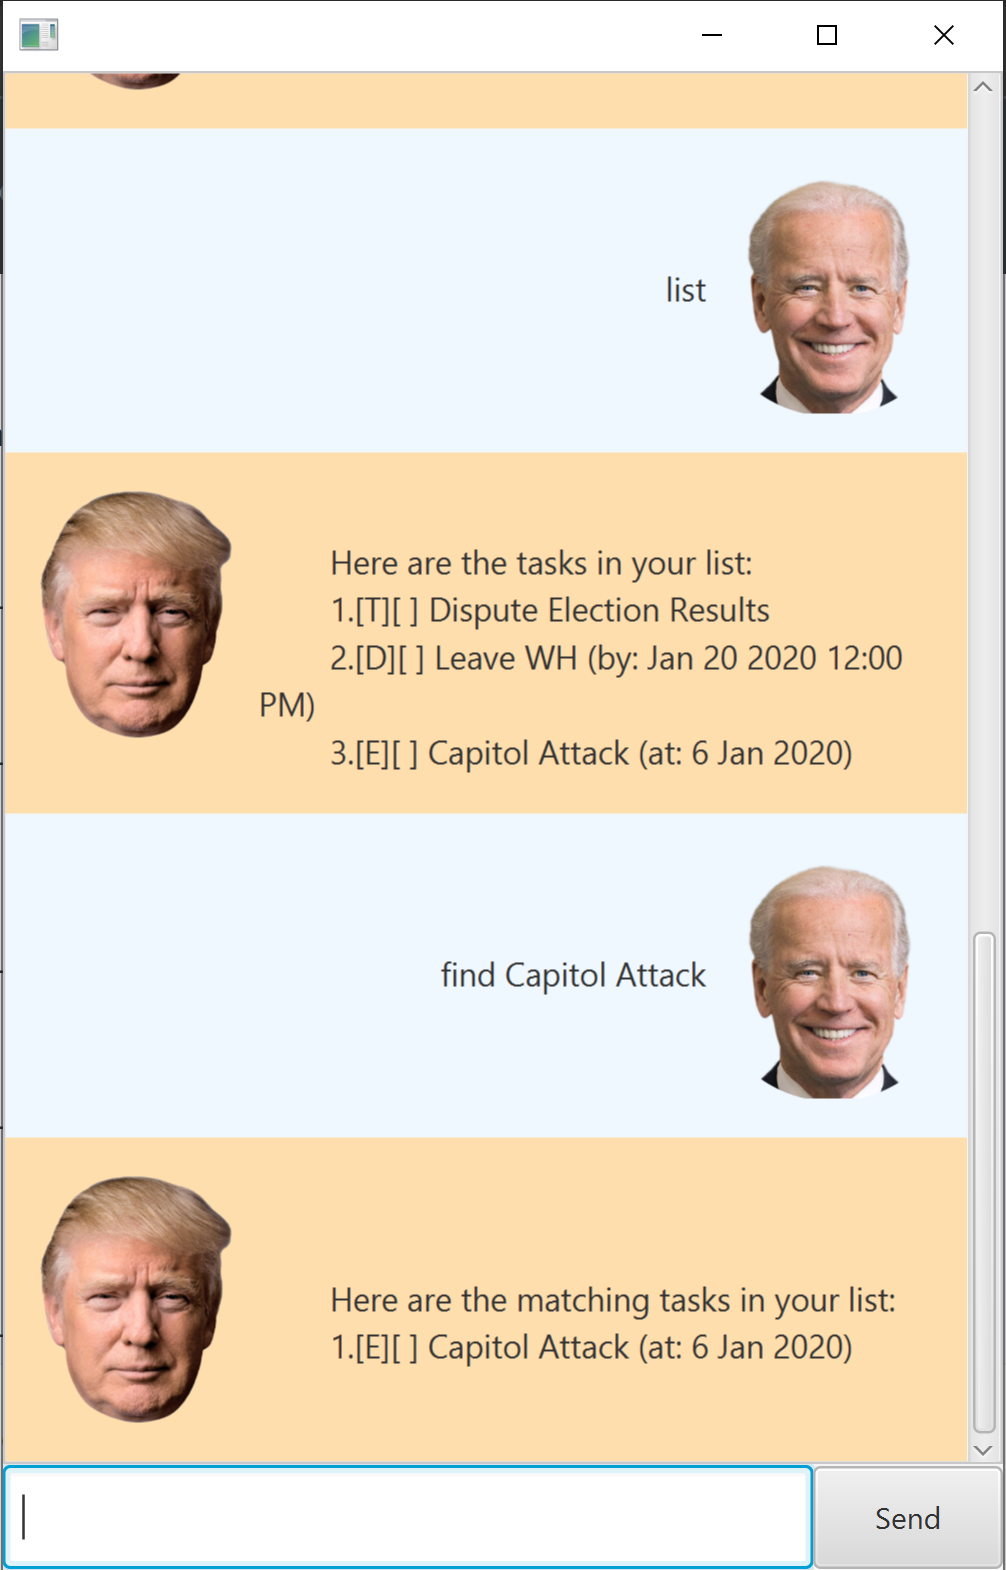 list
Here are the tasks in your list:
1.[T][ ] Dispute Election Results
2.[D][ ] Leave WH (by: Jan 20 2020 12:00
PM)
3.[E][ ] Capitol Attack (at: 6 Jan 2020)
find Capitol Attack
Here are the matching tasks in your list:
1.[E][ ] Capitol Attack (at: 6 Jan 2020)
Send